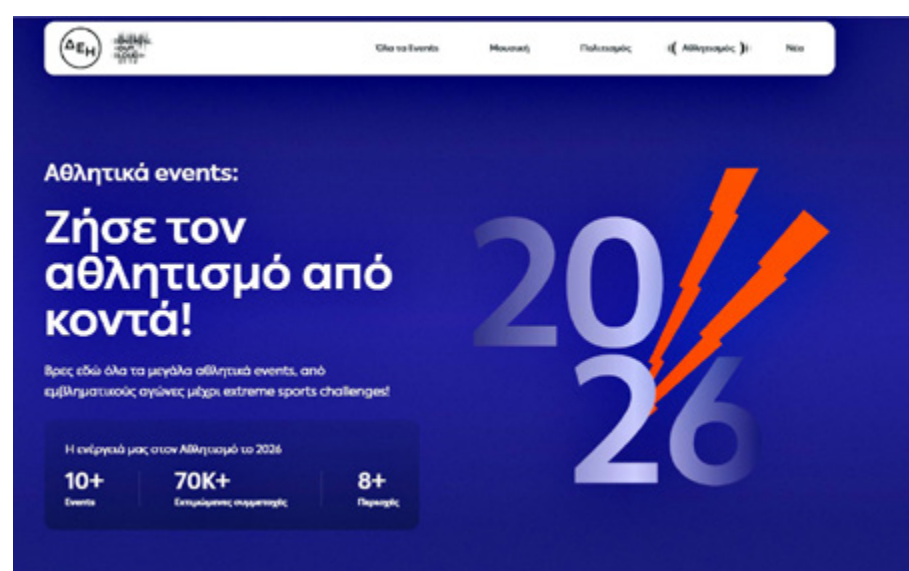 ΔΕΗ
Όλα τα Events
Μουσική
Πολιτισμός
Αθλητισμός
Νέα
Αθλητικά events:
Ζήσε τον
αθλητισμό από
κοντά!
Βρες εδώ όλα τα μεγάλα αθλητικά events, από
εμβληματικούς αγώνες μέχρι extreme sports challenges!
Η ενέργειά μας στον Αθλητισμό το 2026
10+ 70K+ 8+
Events Εκτιμώμενες συμμετοχές Περιοχές
20
26